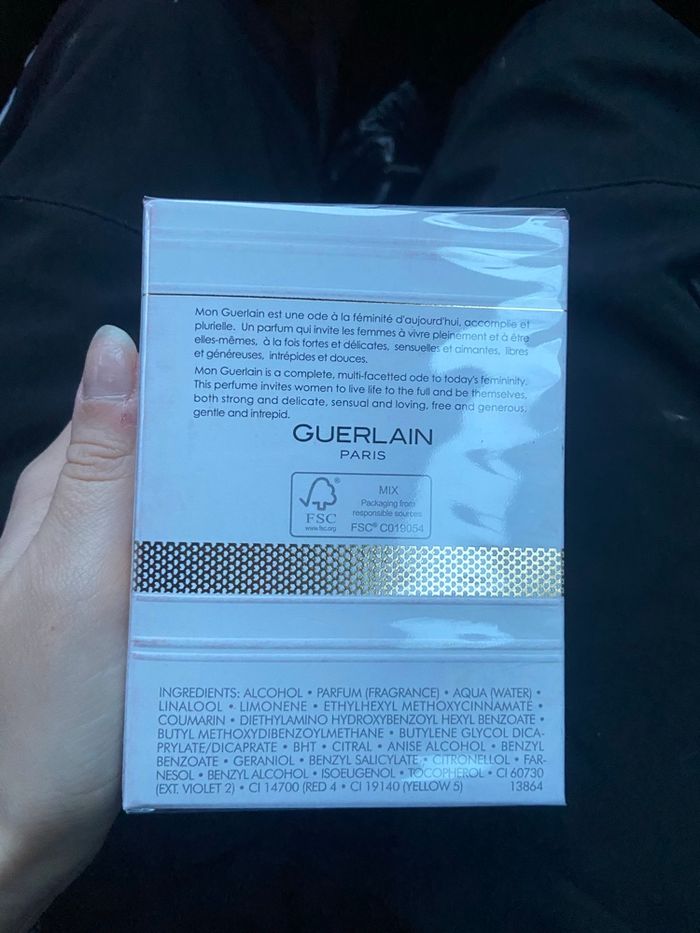 Mon Guerlain est une ode à la féminité d'aujourd'hui, accomplie et
plurielle. Un parfum qui invite les femmes à vivre pleinement et à être
elles-mêmes, à la fois fortes et délicates, sensuelles et aimantes, libres
et généreuses, intrépides et douces.
Mon Guerlain is a complete, multi-facetted ode to today's femininity.
This perfume invites women to live life to the full and be themselves,
both strong and delicate, sensual and loving, free and generous,
gentle and intrepid.
GUERLAIN
PARIS
FSC®
www.fsc.org
MIX
Packaging from
responsible sources
FSC® C019054
INGREDIENTS: ALCOHOL • PARFUM (FRAGRANCE) • AQUA (WATER) •
LINALOOL • LIMONENE • ETHYLHEXYL METHOXYCINNAMATE •
COUMARIN • DIETHYLAMINO HYDROXYBENZOYL HEXYL BENZOATE •
BUTYL METHOXYDIBENZOYLMETHANE • BUTYLENE GLYCOL DICA-
PRYLATE/DICAPRATE • BHT • CITRAL • ANISE ALCOHOL • BENZYL
BENZOATE • GERANIOL • BENZYL SALICYLATE • CITRONELLOL • FAR-
NESOL • BENZYL ALCOHOL • ISOEUGENOL • TOCOPHEROL • CI 60730
(EXT. VIOLET 2) • CI 14700 (RED 4 • CI 19140 (YELLOW 5) 13864